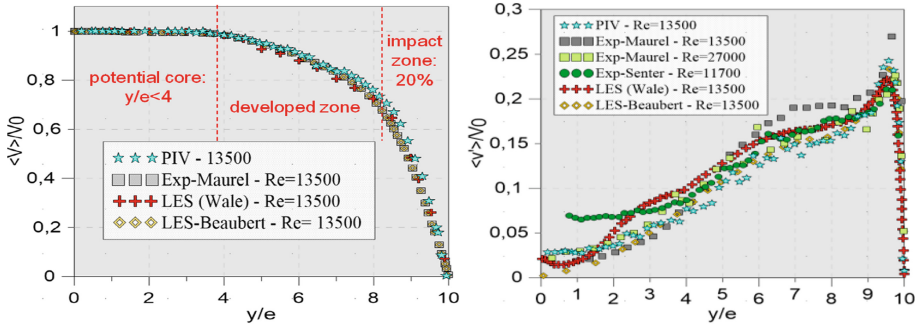 <V>/V0
1
0,8
0,6
0,4
0,2
0
potential core:
y/e<4
developed zone
impact
zone:
20%
PIV - 13500
Exp-Maurel - Re=13500
LES (Wale) - Re=13500
LES-Beaubert - Re= 13500
0 2 4 6 8 10
y/e
<v>/V0
0,3
0,25
0,2
0,15
0,1
0,05
0
PIV - Re=13500
Exp-Maurel - Re=13500
Exp-Maurel - Re=27000
Exp-Senter - Re=11700
LES (Wale) - Re=13500
LES-Beaubert - Re=13500
0 1 2 3 4 5 6 7 8 9 10
y/e